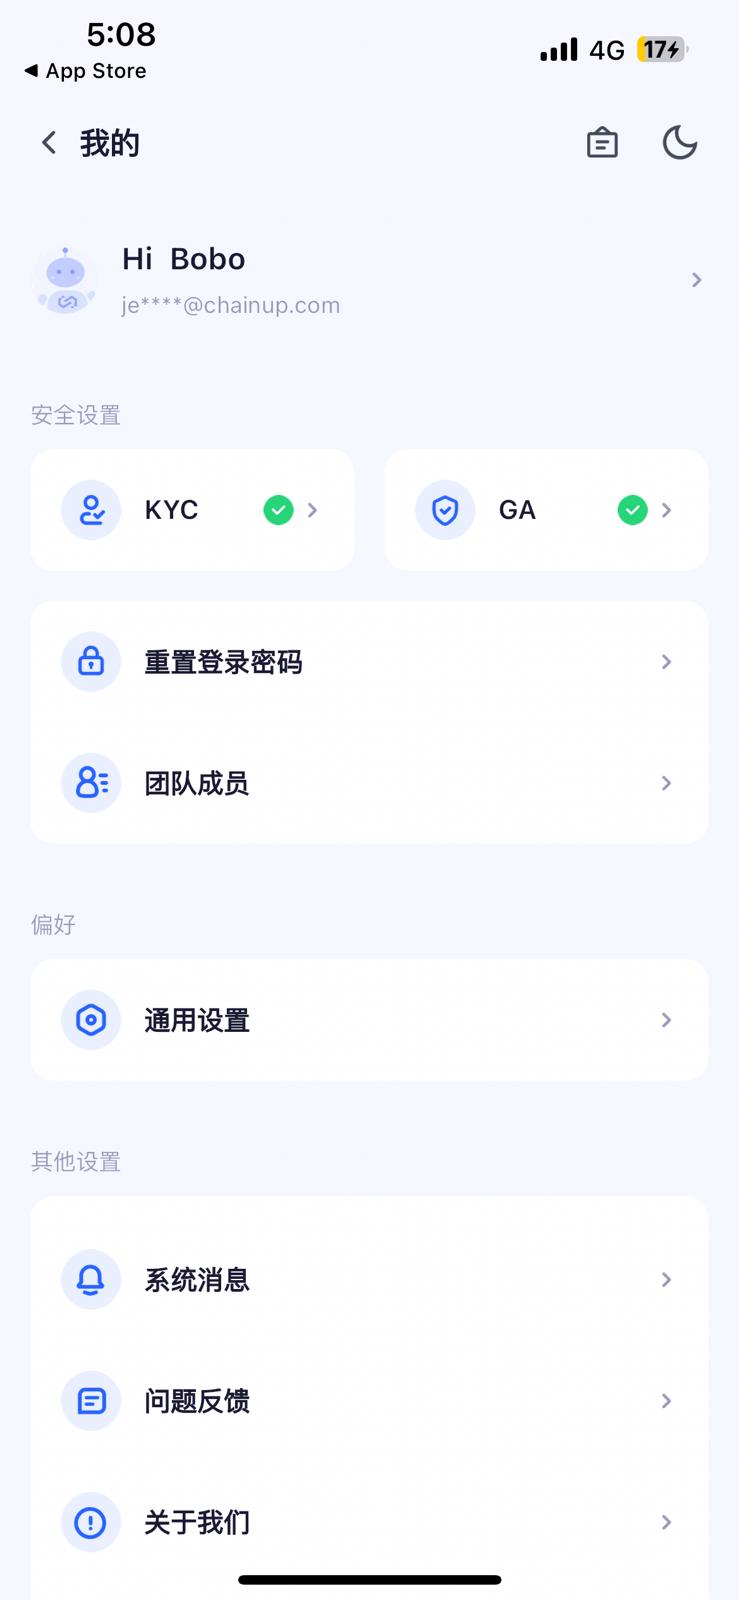 5:08
4G
17
App Store
我的
Hi Bobo
je****@chainup.com
安全设置
KYC
GA
重置登录密码
团队成员
偏好
通用设置
其他设置
系统消息
问题反馈
关于我们